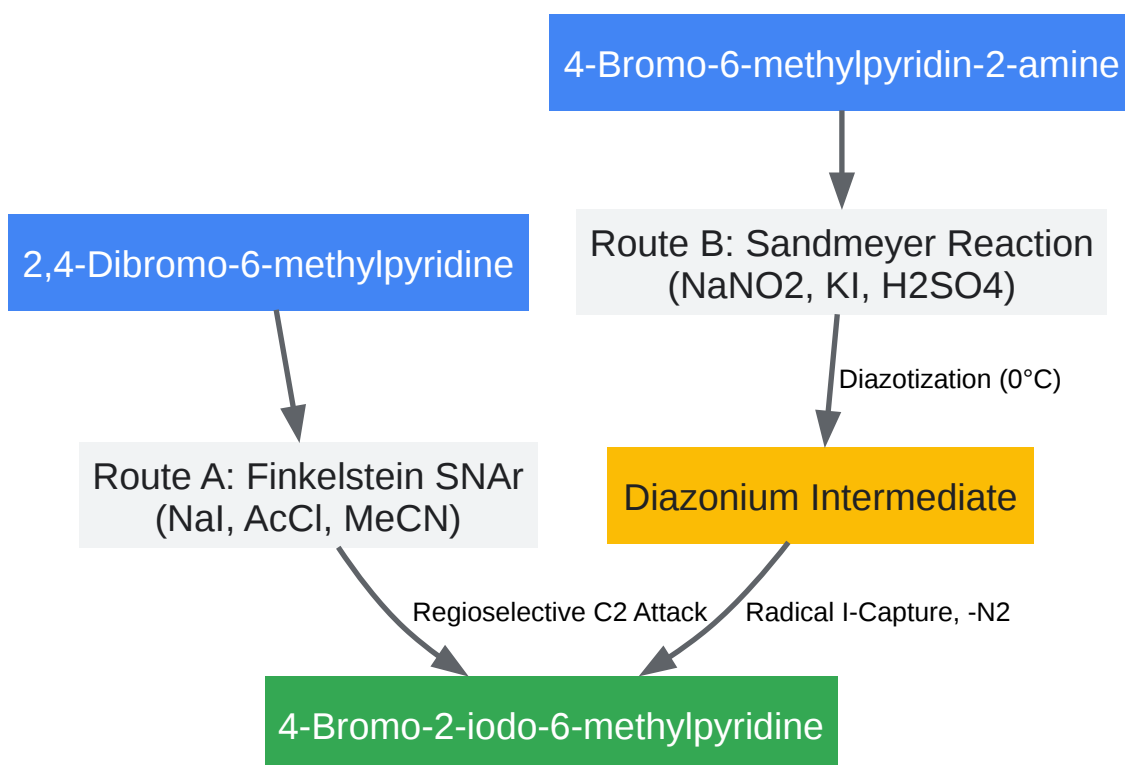 4-Bromo-6-methylpyridin-2-amine
2,4-Dibromo-6-methylpyridine
Route B: Sandmeyer Reaction
(NaNO2, KI, H2SO4)
Diazotization (0°C)
Route A: Finkelstein SNAr
(NaI, AcCl, MeCN)
Diazonium Intermediate
Regioselective C2 Attack
Radical I-Capture, -N2
4-Bromo-2-iodo-6-methylpyridine